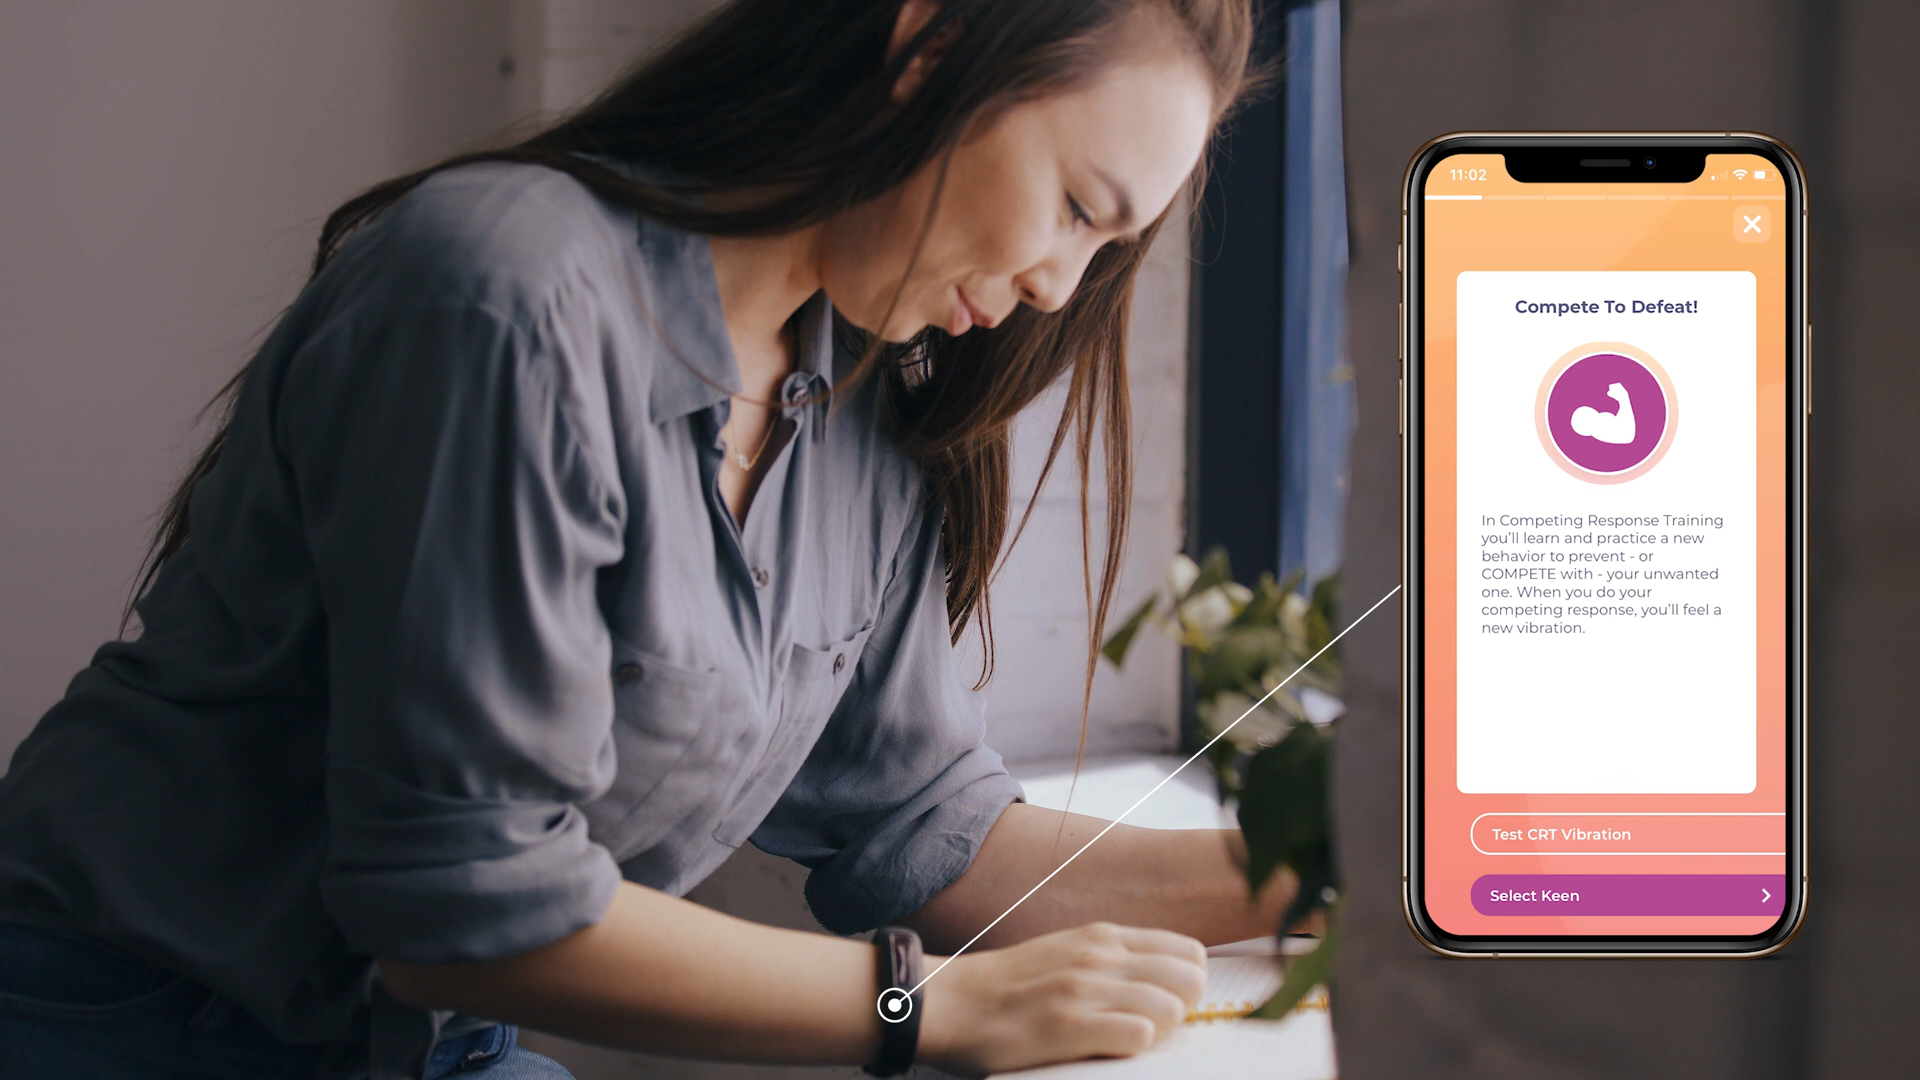 11:02
Compete To Defeat!
In Competing Response Training
you'll learn and practice a new
behavior to prevent - or
COMPETE with - your unwanted
one. When you do your
competing response, you'll feel a
new vibration.
Test CRT Vibration
Select Keen